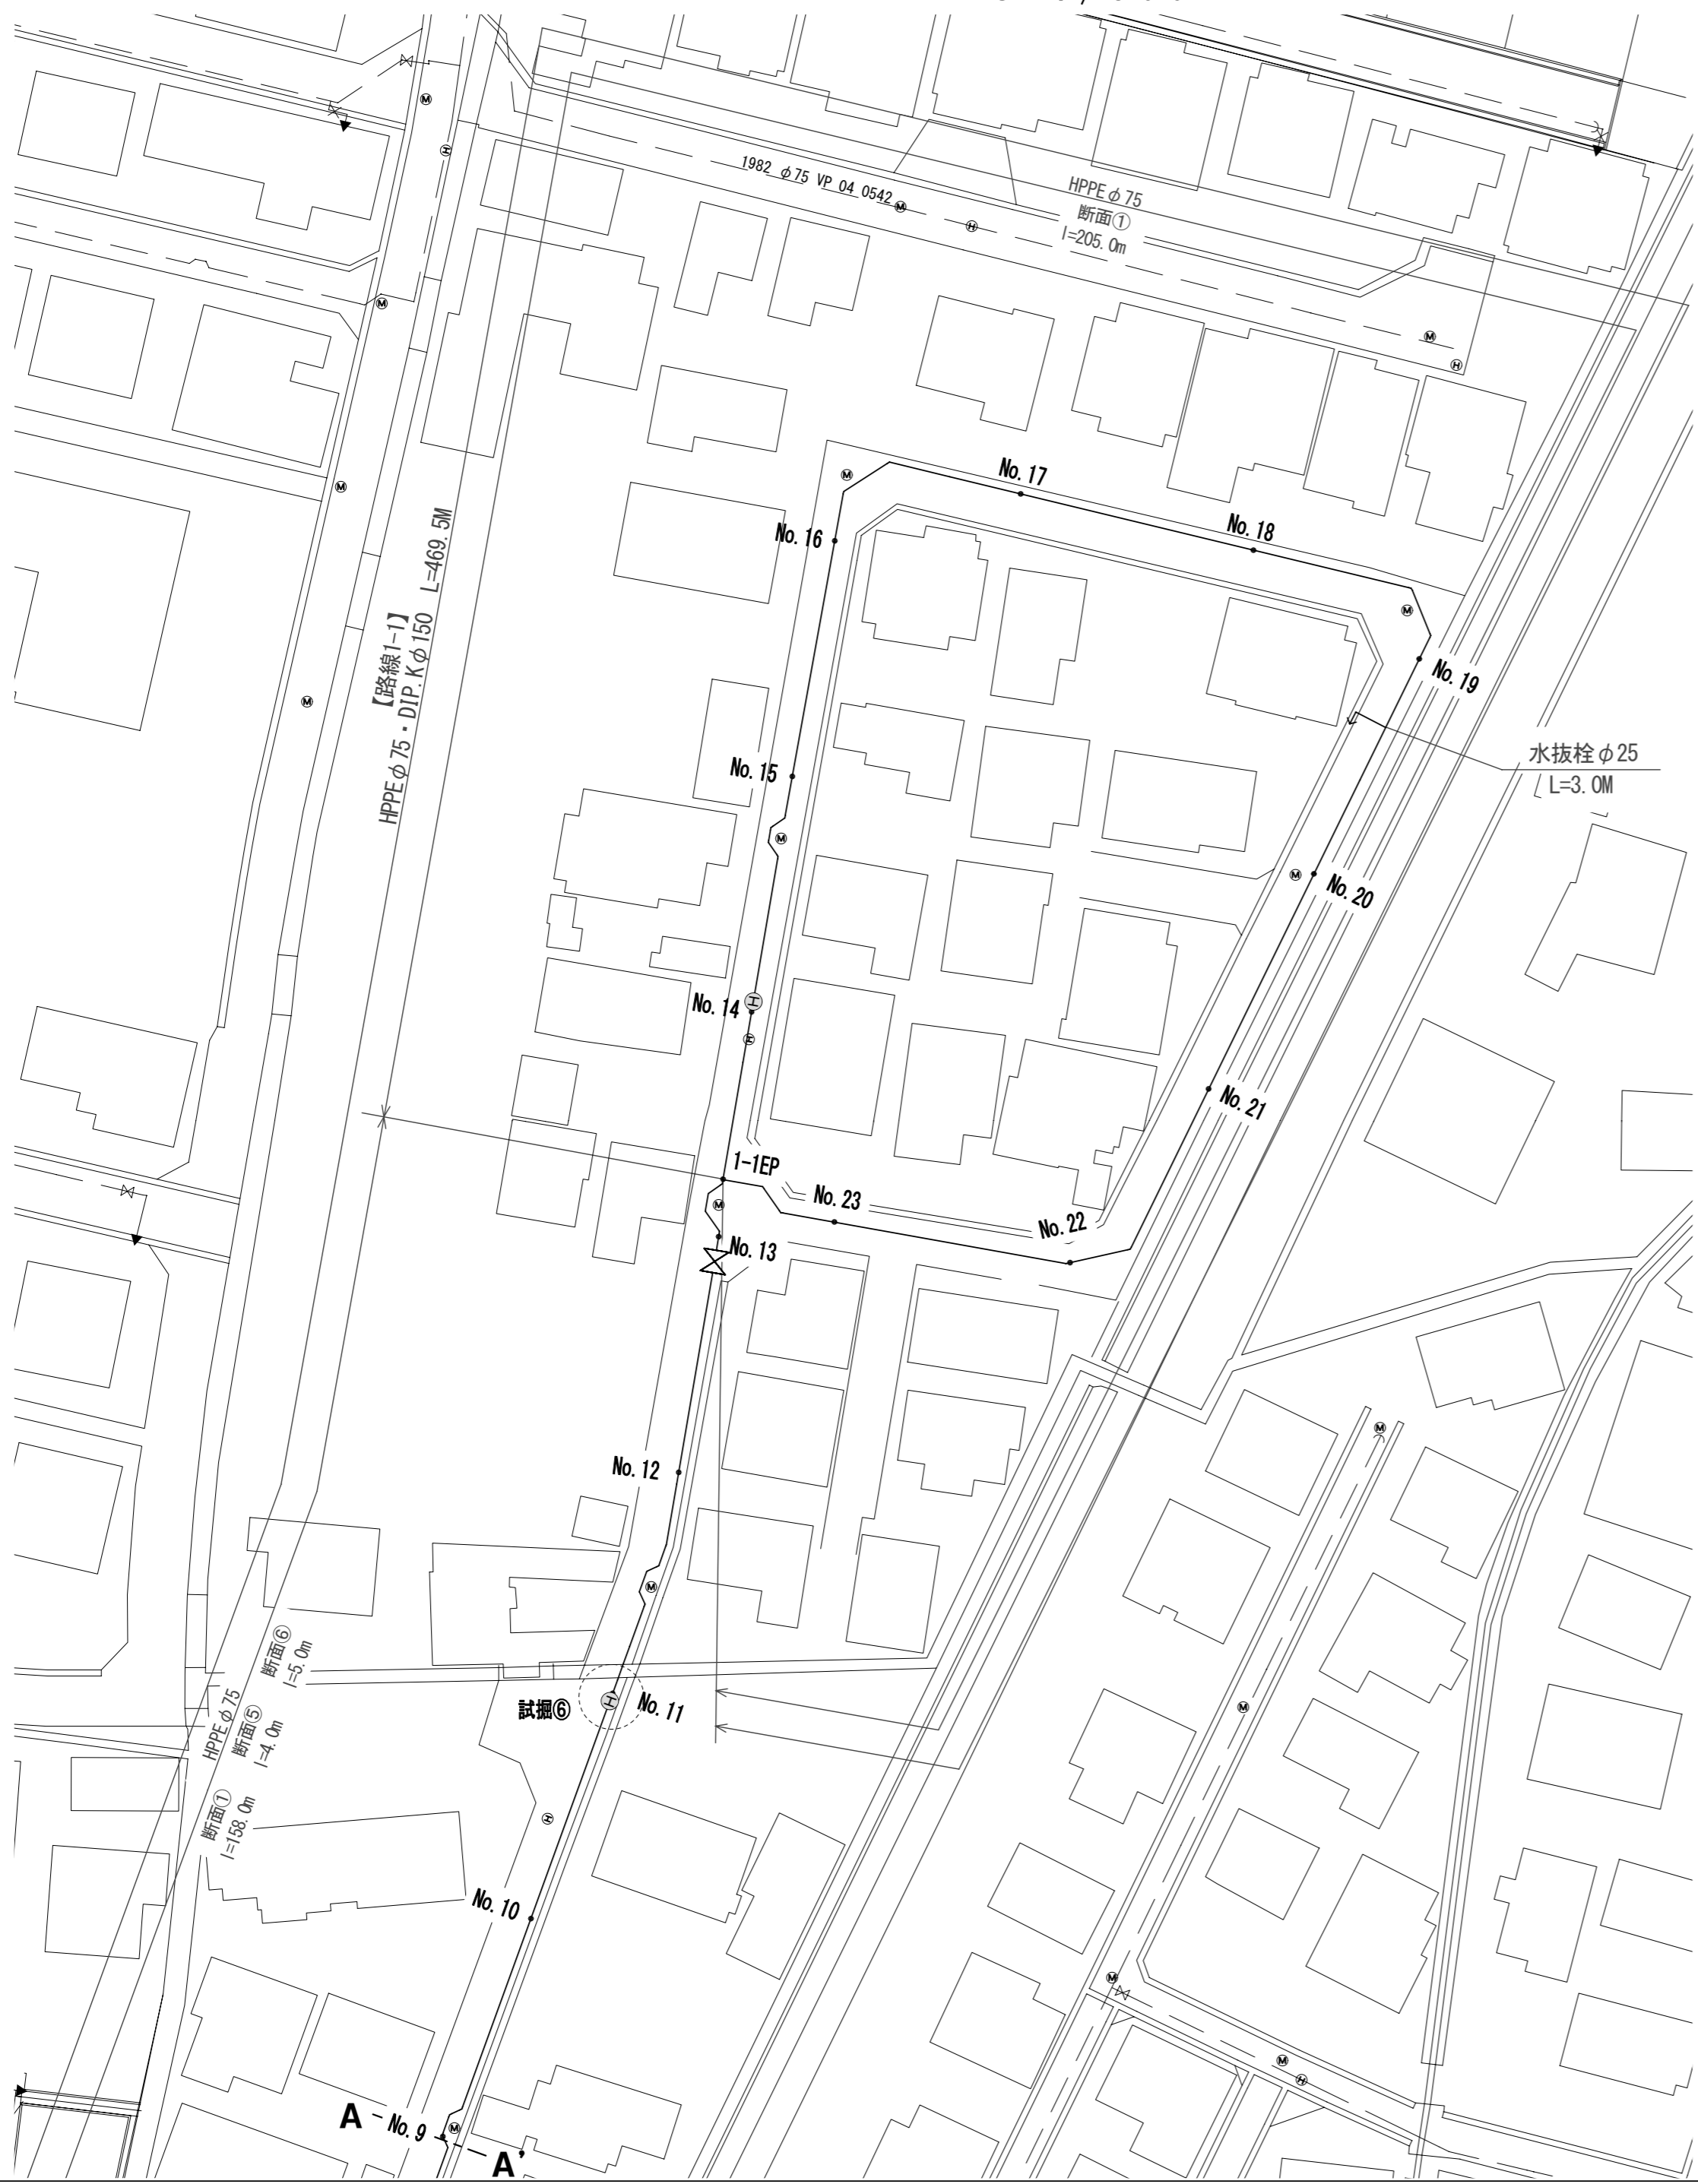 1982 φ75 VP 04 0542
HPPEφ75
断面①
l=205.0m
No. 17
No. 18
No. 16
【路線1-1】
HPPEφ75・DIP.Kφ150 L=469.5M
No. 19
水抜栓φ25
L=3.0M
No. 15
No. 20
No. 14
No. 21
1-1EP
No. 23
No. 22
No. 13
No. 12
断面⑥
l=5.0m
HPPEφ75
断面⑤
l=4.0m
断面①
l=158.0m
試掘⑥
No. 11
No. 10
A
No. 9
A'